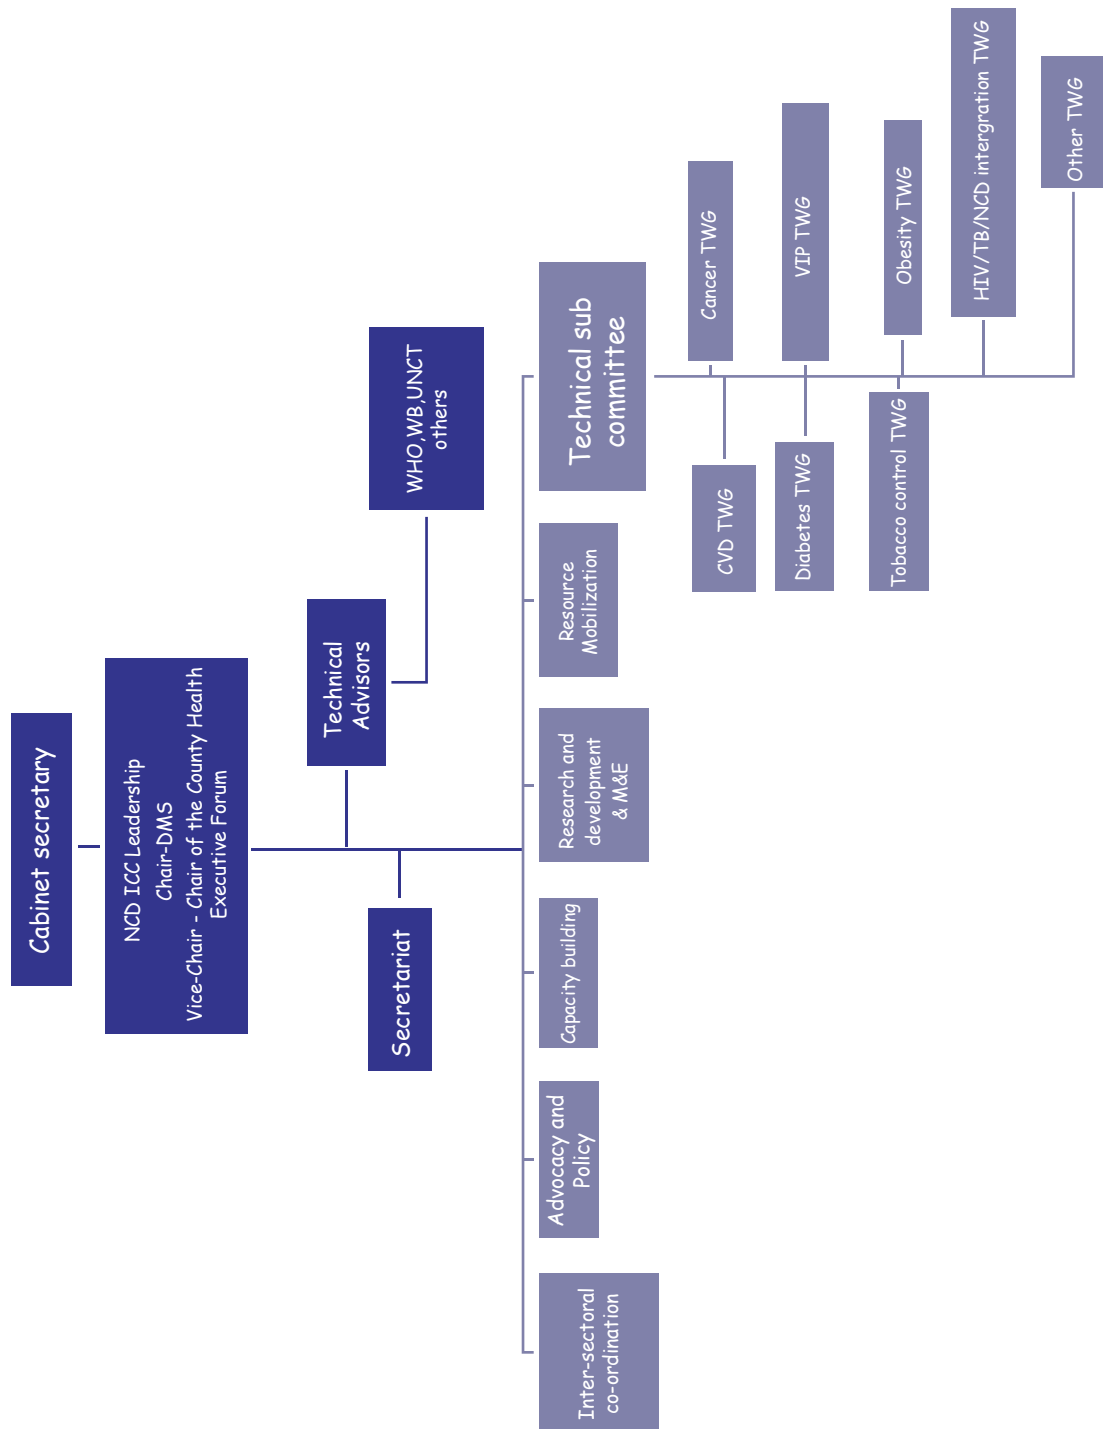 Cabinet secretary
NCD ICC Leadership
Chair-DMS
Vice-Chair - Chair of the County Health
Executive Forum
Technical
Advisors
Secretariat
WHO,WB,UNCT
others
Inter-sectoral
co-ordination
Advocacy and
Policy
Capacity building
Research and
development
& M&E
Resource
Mobilization
Technical sub
committee
CVD TWG
Cancer TWG
Diabetes TWG
VIP TWG
Tobacco control TWG
Obesity TWG
HIV/TB/NCD intergration TWG
Other TWG